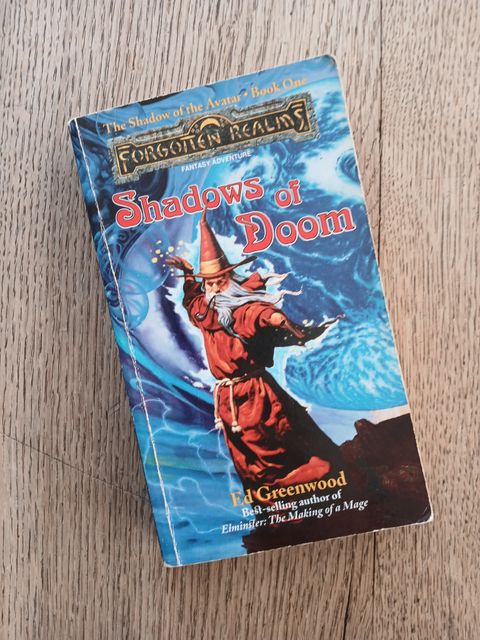 The Shadow of the Avatar • Book One
FORGOTTEN REALMS
FANTASY ADVENTURE
Shadows of
Doom
Ed Greenwood
Best-selling author of
Elminster: The Making of a Mage